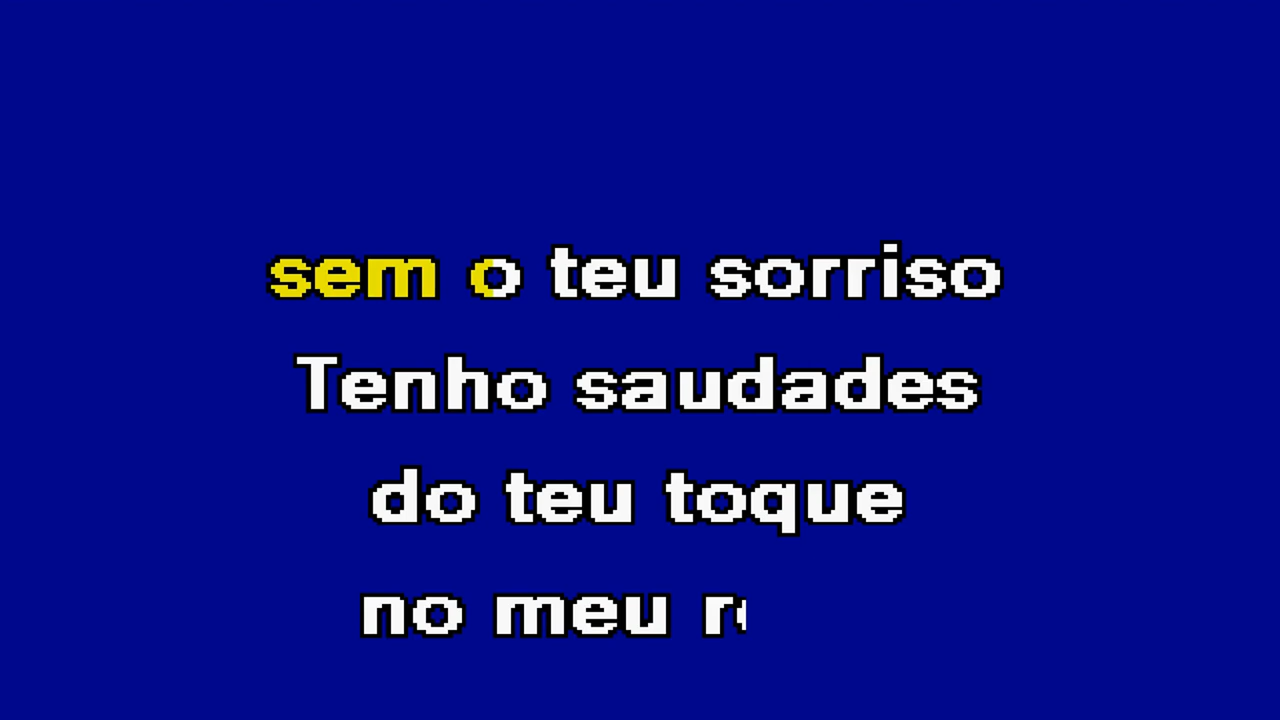 sem o teu sorriso
Tenho saudades
do teu toque
no meu